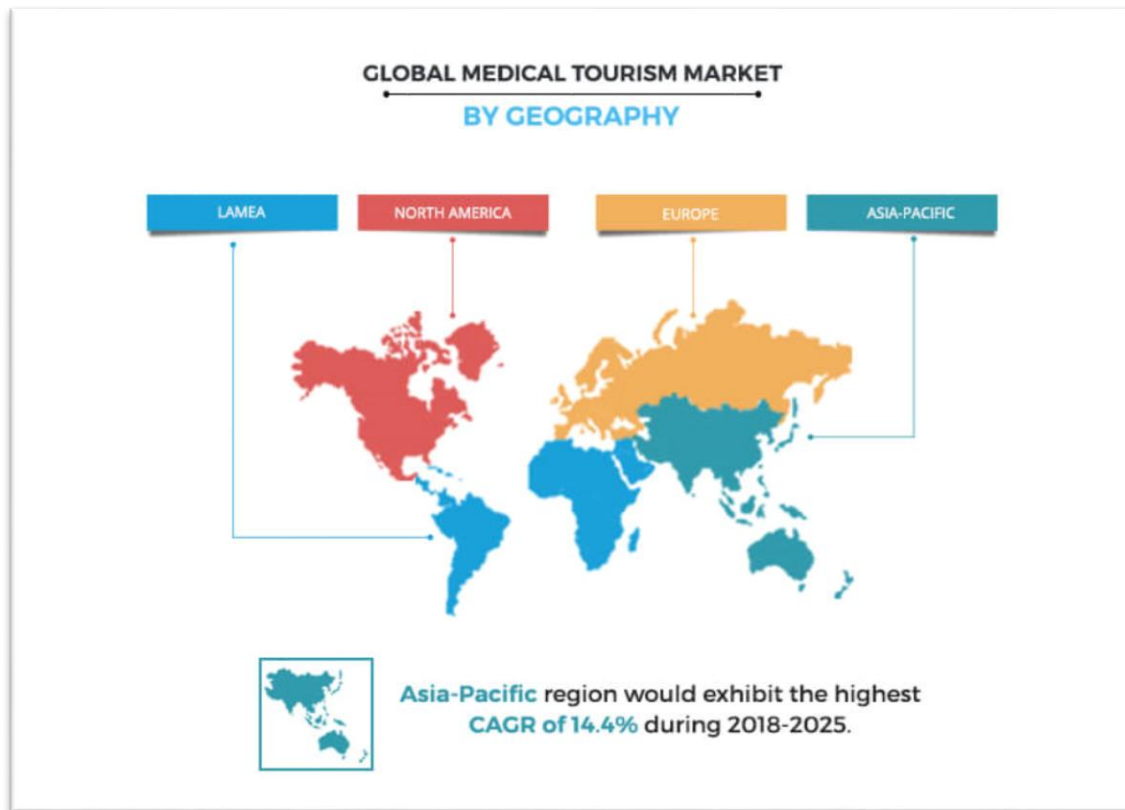 GLOBAL MEDICAL TOURISM MARKET
BY GEOGRAPHY
LAMEA
NORTH AMERICA
EUROPE
ASIA-PACIFIC
Asia-Pacific region would exhibit the highest
CAGR of 14.4% during 2018-2025.